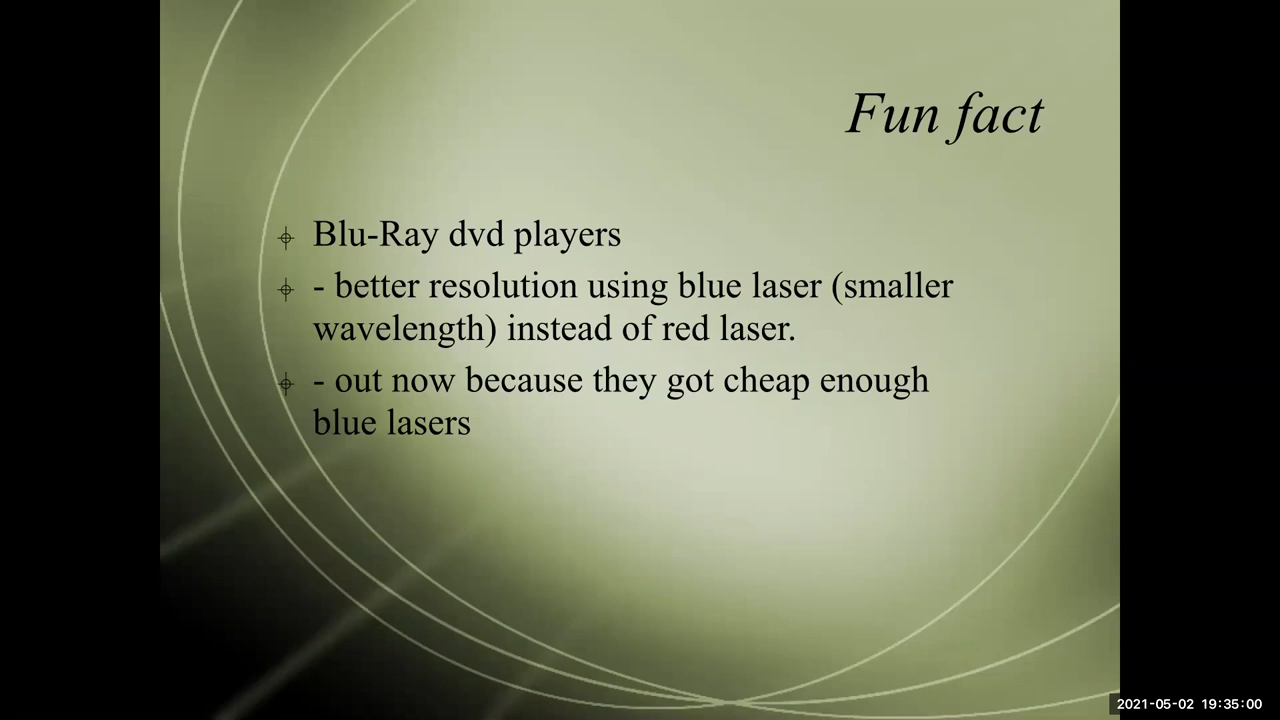 Fun fact
Blu-Ray dvd players
- better resolution using blue laser (smaller
wavelength) instead of red laser.
- out now because they got cheap enough
blue lasers
2021-05-02 19:35:00